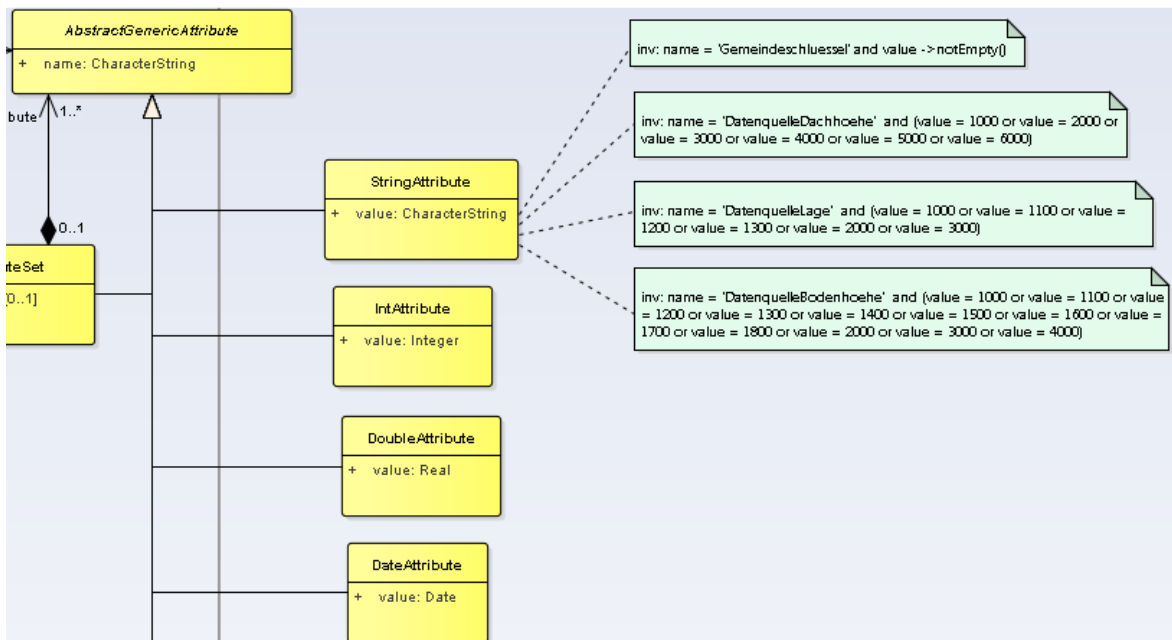 AbstractGenericAttribute
+ name: CharacterString
bute
1..*
0..1
teSet
[0..1]
StringAttribute
+ value: CharacterString
IntAttribute
+ value: Integer
DoubleAttribute
+ value: Real
DateAttribute
+ value: Date
inv: name = 'Gemeindeschluessel' and value ->notEmpty()
inv: name = 'DatenquelleDachhoehe' and (value = 1000 or value = 2000 or
value = 3000 or value = 4000 or value = 5000 or value = 6000)
inv: name = 'DatenquelleLage' and (value = 1000 or value = 1100 or value =
1200 or value = 1300 or value = 2000 or value = 3000)
inv: name = 'DatenquelleBodenhoehe' and (value = 1000 or value = 1100 or value
= 1200 or value = 1300 or value = 1400 or value = 1500 or value = 1600 or value =
1700 or value = 1800 or value = 2000 or value = 3000 or value = 4000)